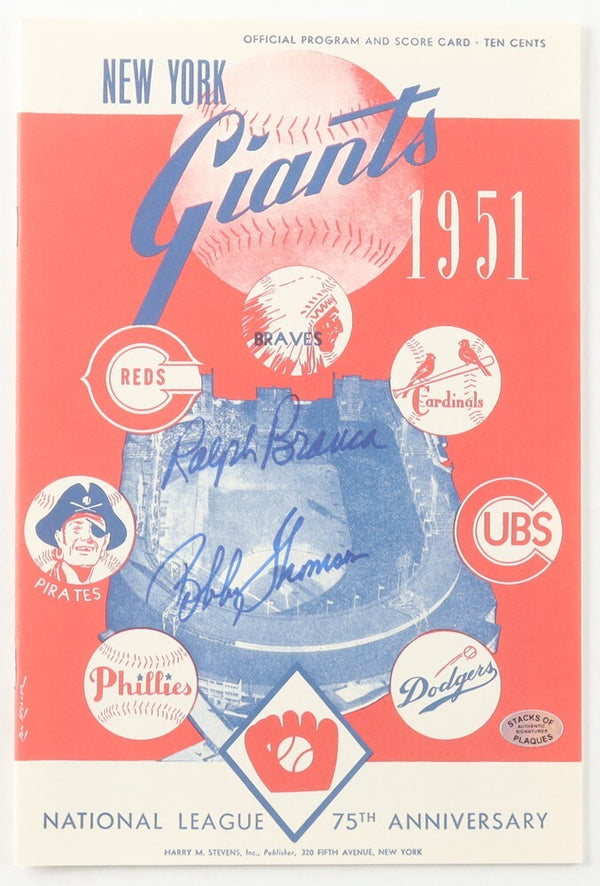 OFFICIAL PROGRAM AND SCORE CARD · TEN CENTS
NEW YORK
Giants
1951
BRAVES
REDS
Cardinals
Ralph Branca
PIRATES
CUBS
Bobby Thomson
Phillies
Dodgers
STACKS OF
AUTHENTIC
SIGNATURES
PLAQUES
NATIONAL LEAGUE 75TH ANNIVERSARY
HARRY M. STEVENS, Inc., Publisher, 320 FIFTH AVENUE, NEW YORK